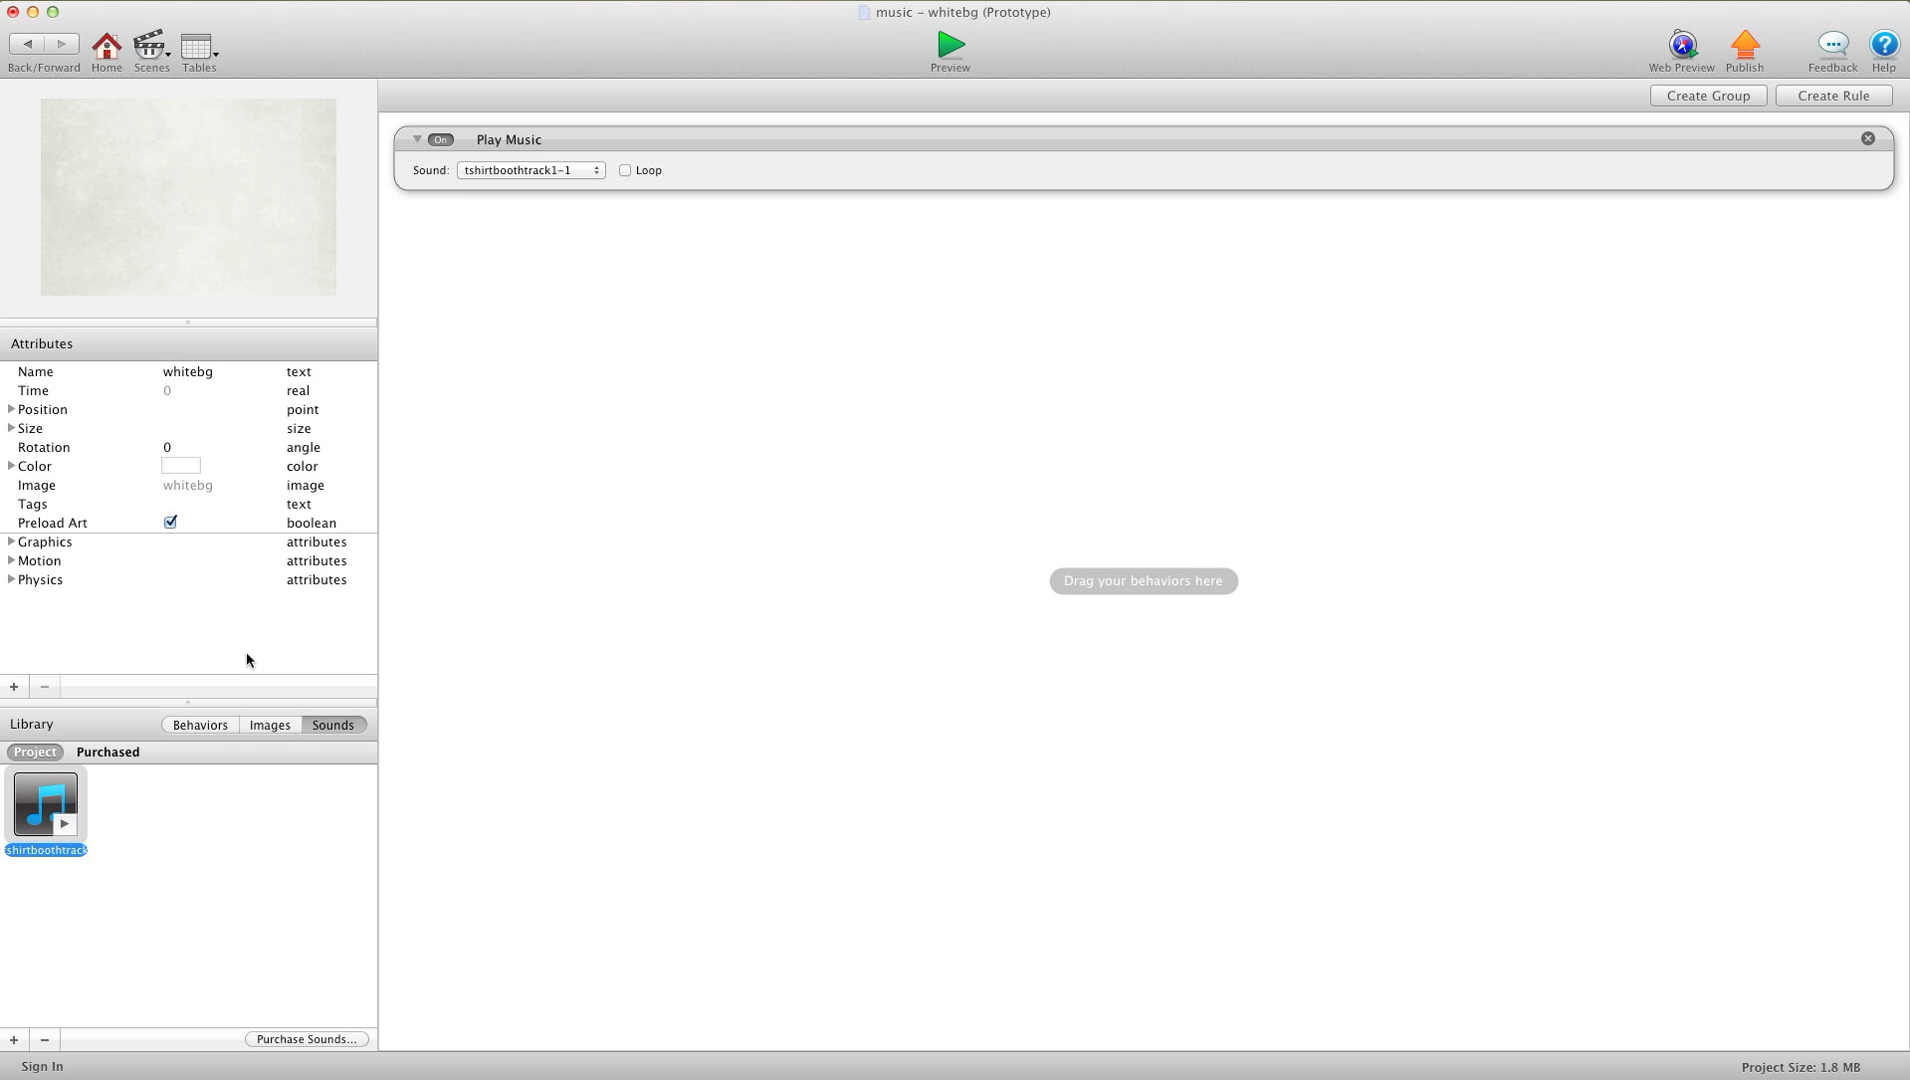 music – whitebg (Prototype)
Back/Forward Home Scenes Tables Preview Web Preview Publish Feedback Help
Create Group Create Rule
On Play Music
Sound: tshirtboothtrack1-1 Loop
Attributes
Name whitebg text
Time 0 real
Position point
Size size
Rotation 0 angle
Color color
Image whitebg image
Tags text
Preload Art boolean
Graphics attributes
Motion attributes
Physics attributes
Drag your behaviors here
+ −
Library Behaviors Images Sounds
Project Purchased
shirtboothtrack
+ − Purchase Sounds...
Sign In Project Size: 1.8 MB